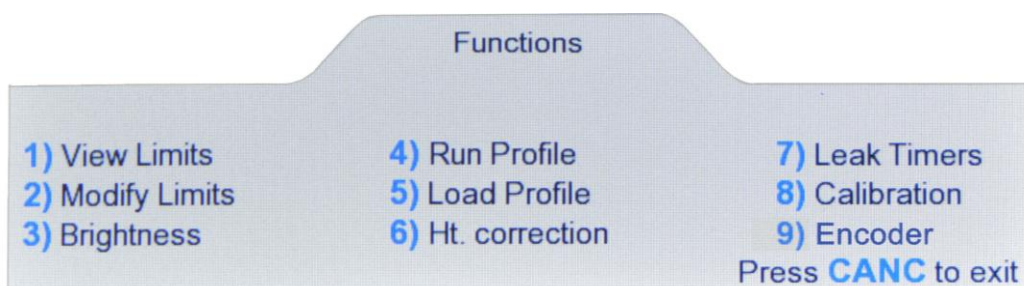 Functions
1) View Limits
2) Modify Limits
3) Brightness
4) Run Profile
5) Load Profile
6) Ht. correction
7) Leak Timers
8) Calibration
9) Encoder
Press CANC to exit